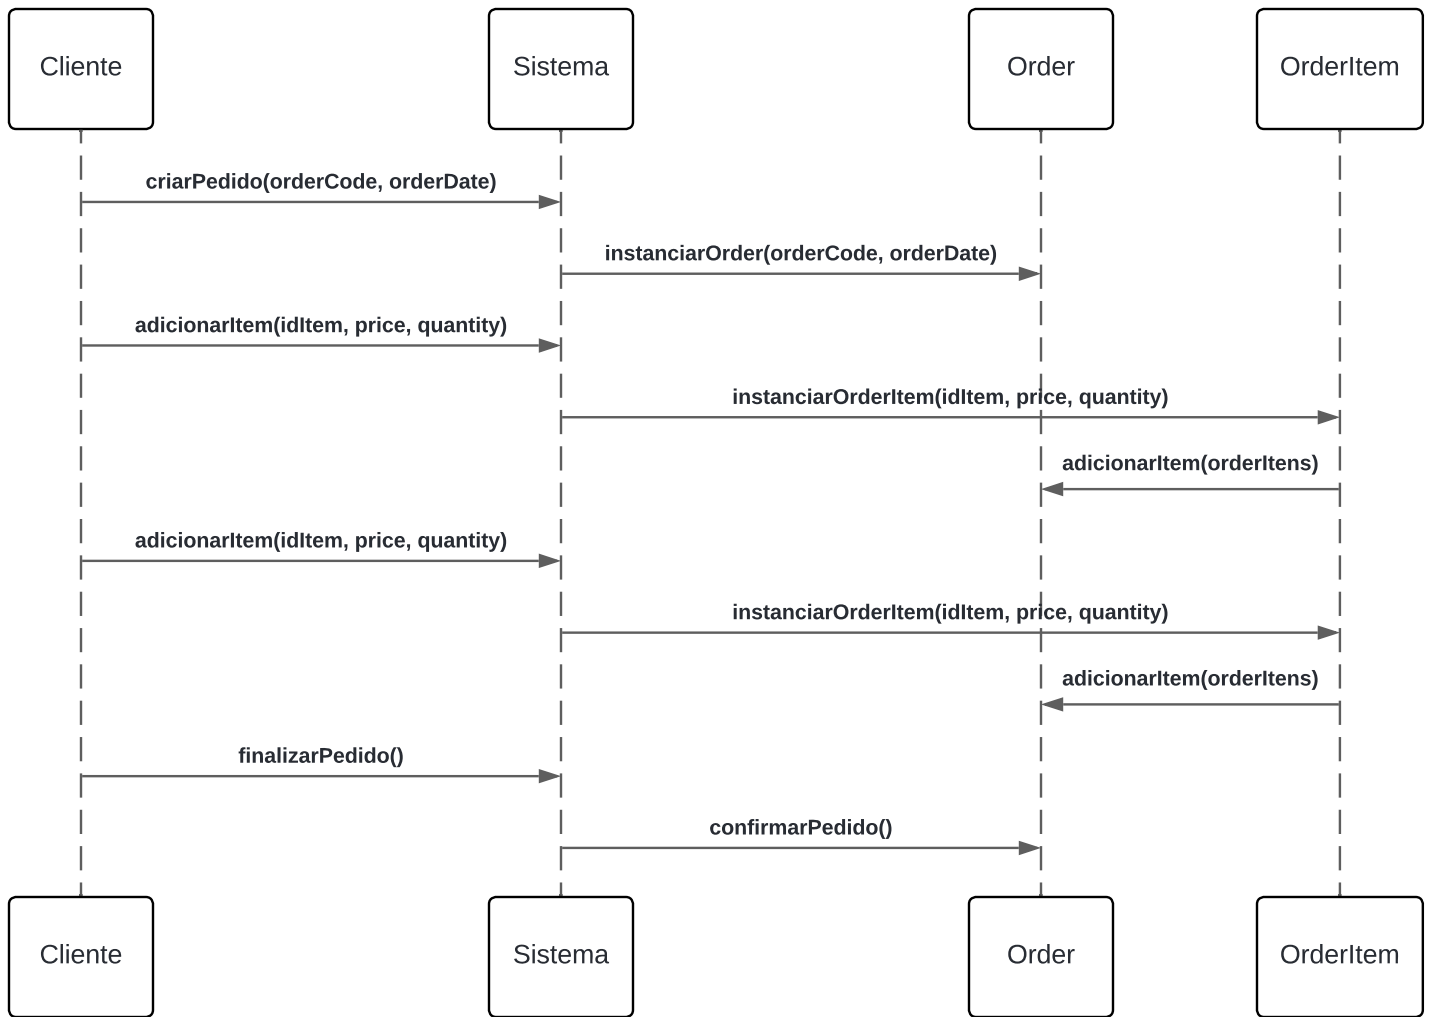 Cliente
Sistema
Order
OrderItem
criarPedido(orderCode, orderDate)
instanciarOrder(orderCode, orderDate)
adicionarItem(idItem, price, quantity)
instanciarOrderItem(idItem, price, quantity)
adicionarItem(orderItens)
adicionarItem(idItem, price, quantity)
instanciarOrderItem(idItem, price, quantity)
adicionarItem(orderItens)
finalizarPedido()
confirmarPedido()
Cliente
Sistema
Order
OrderItem